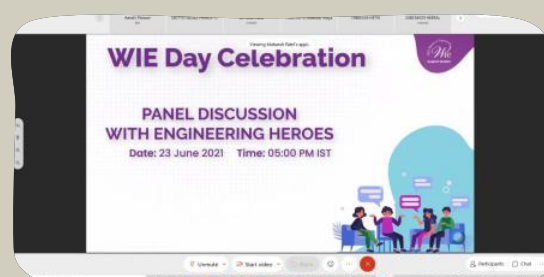 WIE Day Celebration
PANEL DISCUSSION
WITH ENGINEERING HEROES
Date: 23 June 2021 Time: 05:00 PM IST
WIE
Unmute Start video
Participants Chat